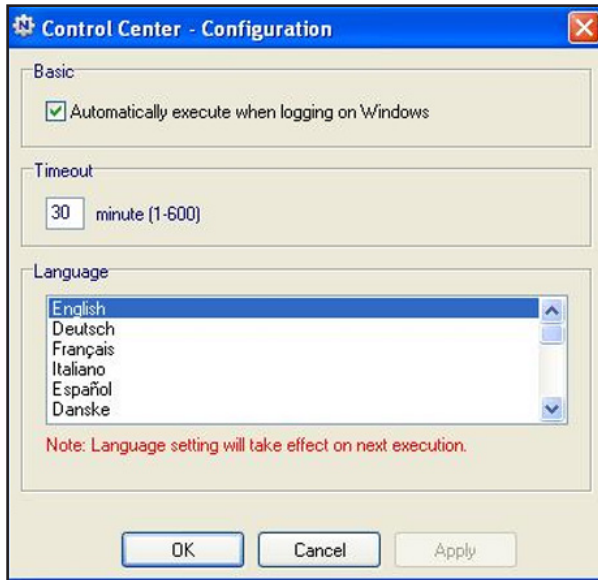 Control Center - Configuration
Basic
Automatically execute when logging on Windows
Timeout
30 minute (1-600)
Language
English
Deutsch
Français
Italiano
Español
Danske
Note: Language setting will take effect on next execution.
OK Cancel Apply